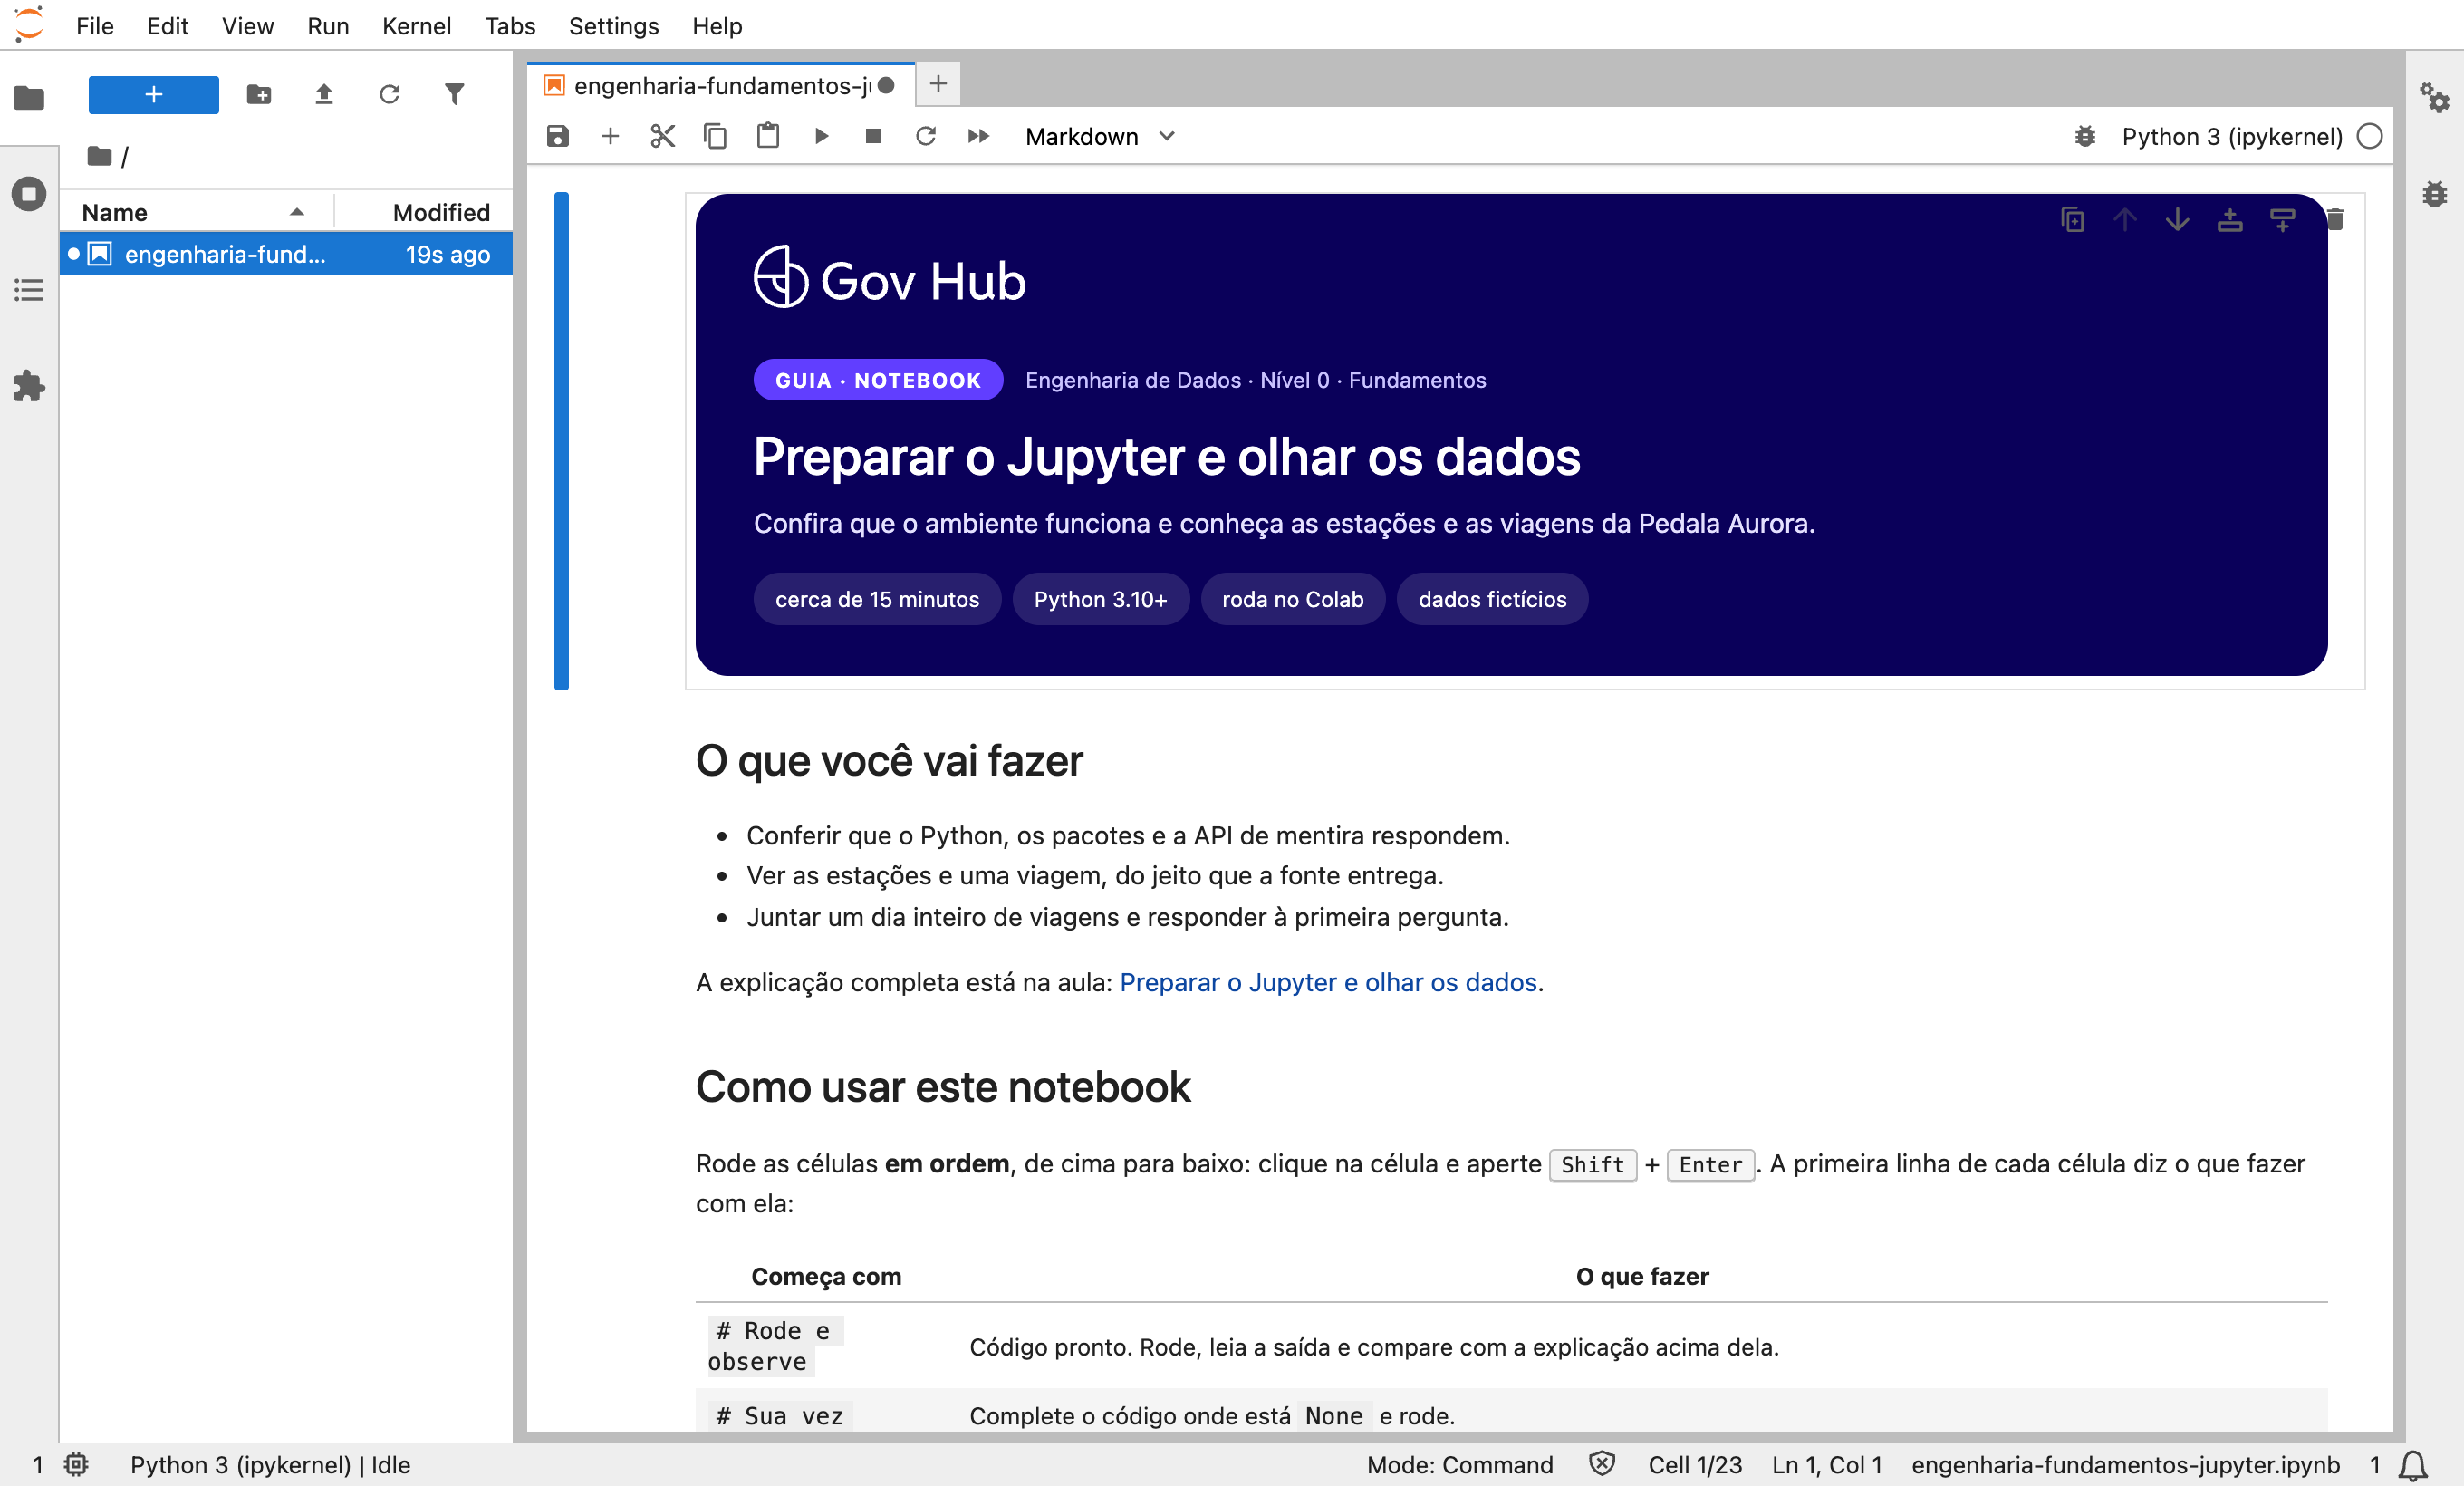 File Edit View Run Kernel Tabs Settings Help
/
Name Modified
engenharia-fund... 19s ago
engenharia-fundamentos-ju
Markdown
Python 3 (ipykernel)
Gov Hub
GUIA · NOTEBOOK Engenharia de Dados · Nível 0 · Fundamentos
Preparar o Jupyter e olhar os dados
Confira que o ambiente funciona e conheça as estações e as viagens da Pedala Aurora.
cerca de 15 minutos Python 3.10+ roda no Colab dados fictícios
O que você vai fazer
• Conferir que o Python, os pacotes e a API de mentira respondem.
• Ver as estações e uma viagem, do jeito que a fonte entrega.
• Juntar um dia inteiro de viagens e responder à primeira pergunta.
A explicação completa está na aula: Preparar o Jupyter e olhar os dados.
Como usar este notebook
Rode as células em ordem, de cima para baixo: clique na célula e aperte Shift + Enter. A primeira linha de cada célula diz o que fazer
com ela:
Começa com O que fazer
# Rode e
observe
Código pronto. Rode, leia a saída e compare com a explicação acima dela.
# Sua vez Complete o código onde está None e rode.
1 Python 3 (ipykernel) | Idle Mode: Command Cell 1/23 Ln 1, Col 1 engenharia-fundamentos-jupyter.ipynb 1